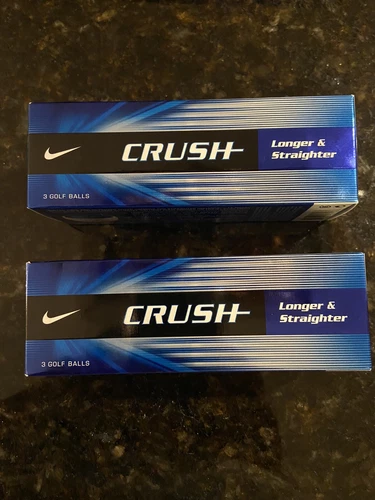 CRUSH
Longer &
Straighter
3 GOLF BALLS
CRUSH
Longer &
Straighter
3 GOLF BALLS